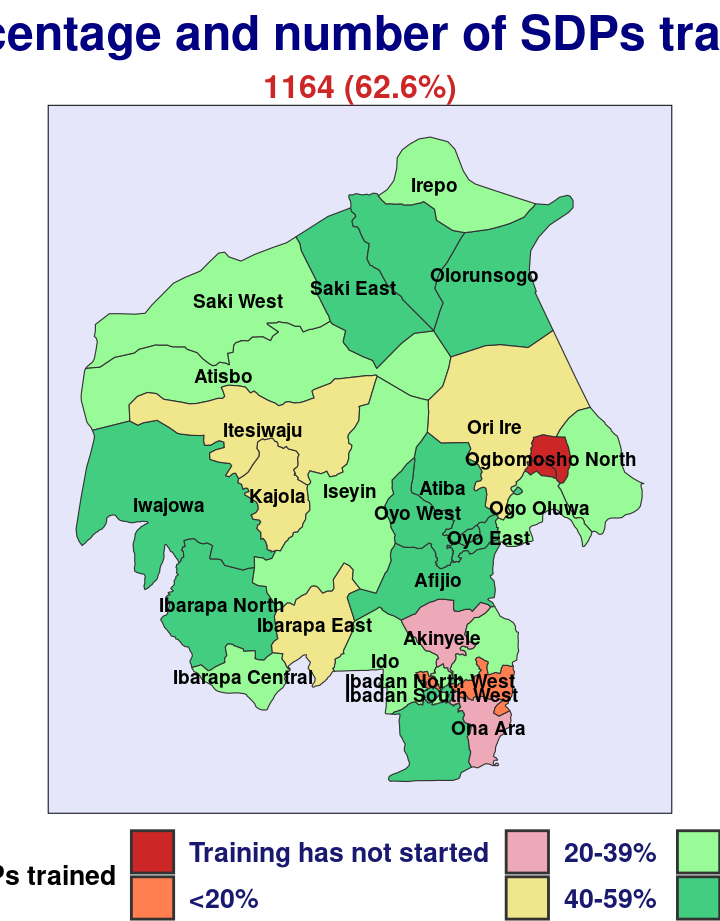 centage and number of SDPs tra
1164 (62.6%)
Irepo
Olorunsogo
Saki East
Saki West
Atisbo
Itesiwaju
Ori Ire
Ogbomosho North
Atiba
Iseyin
Kajola
Iwajowa
Oyo West
Ogo Oluwa
Oyo East
Afijio
Ibarapa North
Ibarapa East
Akinyele
Ido
Ibarapa Central
Ibadan North West
Ibadan South West
Ona Ara
Ps trained
Training has not started
20-39%
<20%
40-59%